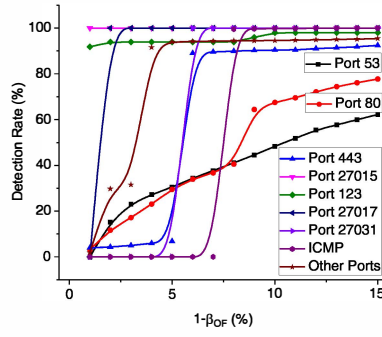 100
80
60
40
20
0
Detection Rate (%)
Port 53
Port 80
Port 443
Port 27015
Port 123
Port 27017
Port 27031
ICMP
Other Ports
0 5 10 15
1-βOF (%)